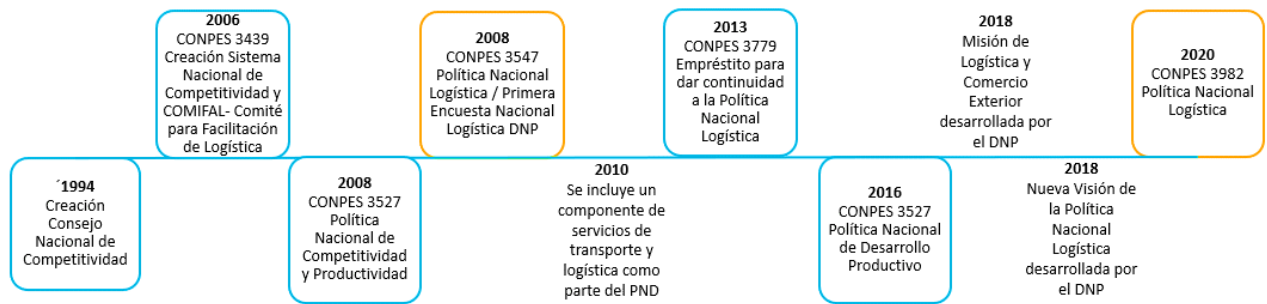 ´1994
Creación
Consejo
Nacional de
Competitividad
2006
CONPES 3439
Creación Sistema
Nacional de
Competitividad y
COMIFAL- Comité
para Facilitación
de Logística
2008
CONPES 3527
Política
Nacional de
Competitividad
y Productividad
2008
CONPES 3547
Política Nacional
Logística / Primera
Encuesta Nacional
Logística DNP
2010
Se incluye un
componente de
servicios de
transporte y
logística como
parte del PND
2013
CONPES 3779
Empréstito para
dar continuidad
a la Política
Nacional
Logística
2016
CONPES 3527
Política Nacional
de Desarrollo
Productivo
2018
Misión de
Logística y
Comercio
Exterior
desarrollada por
el DNP
2018
Nueva Visión de
la Política
Nacional
Logística
desarrollada por
el DNP
2020
CONPES 3982
Política Nacional
Logística